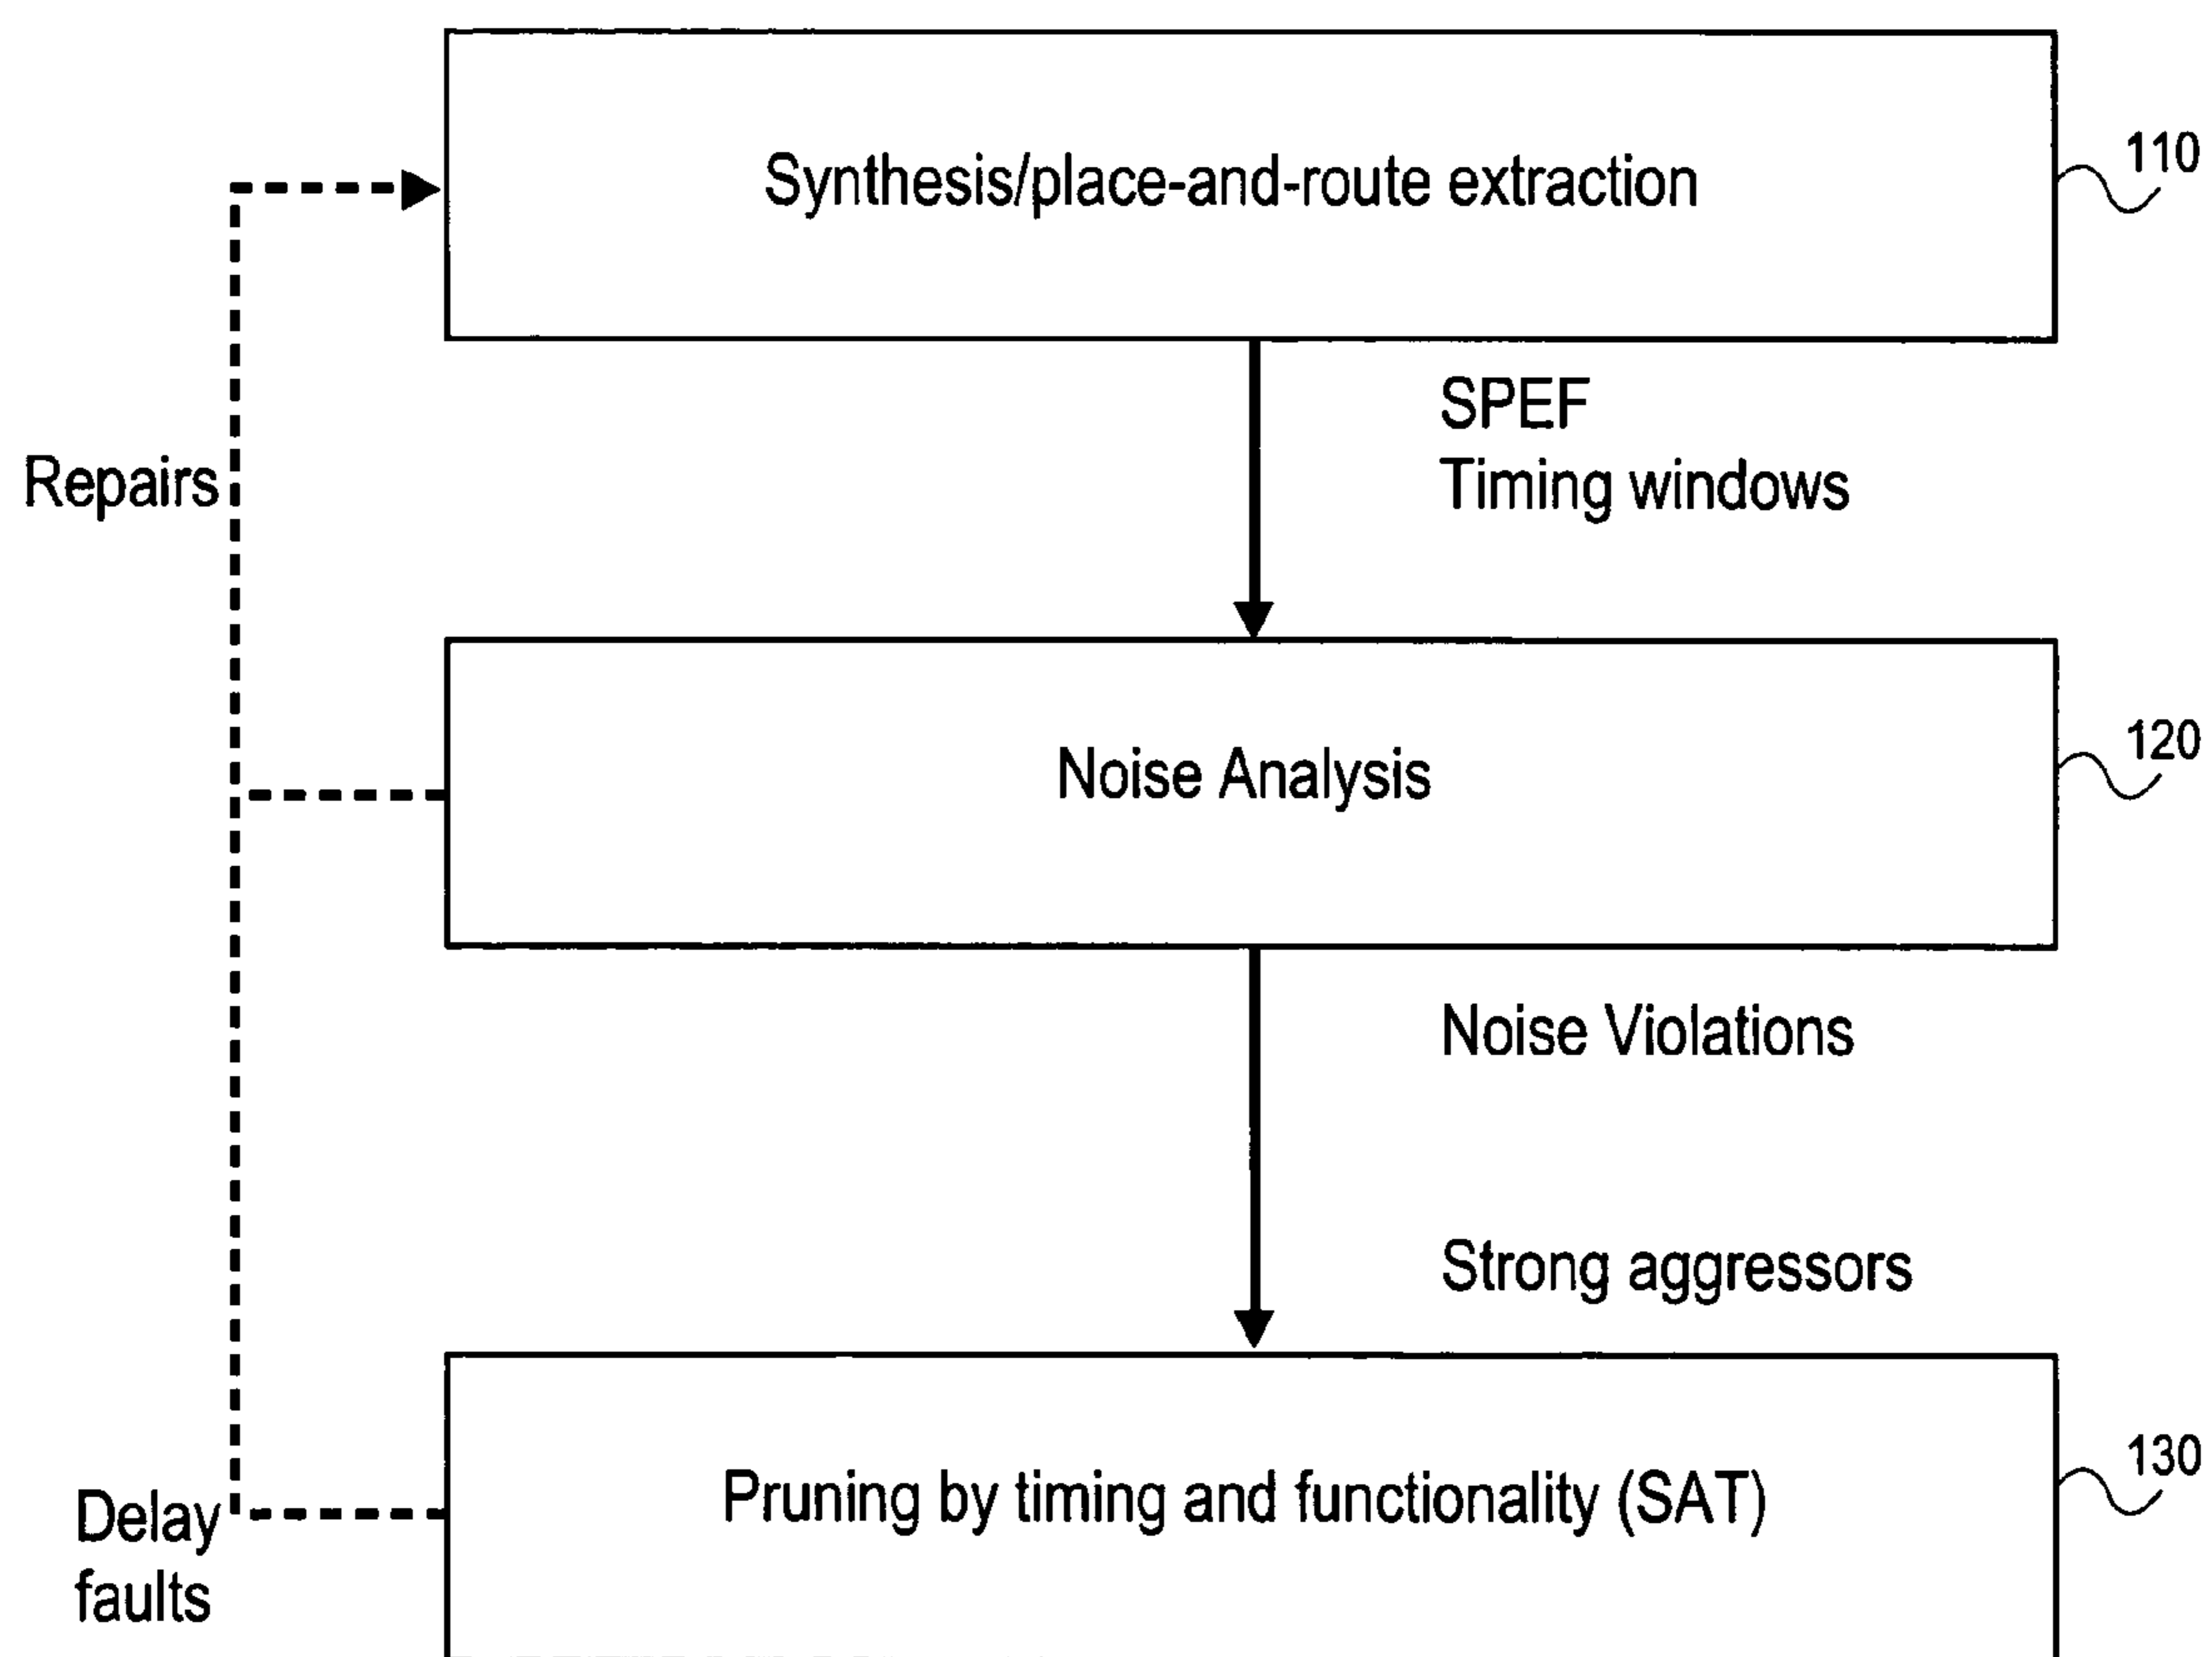 Synthesis/place-and-route extraction
110
SPEF
Timing windows
Repairs
Noise Analysis
120
Noise Violations
Strong aggressors
Pruning by timing and functionality (SAT)
130
Delay
faults